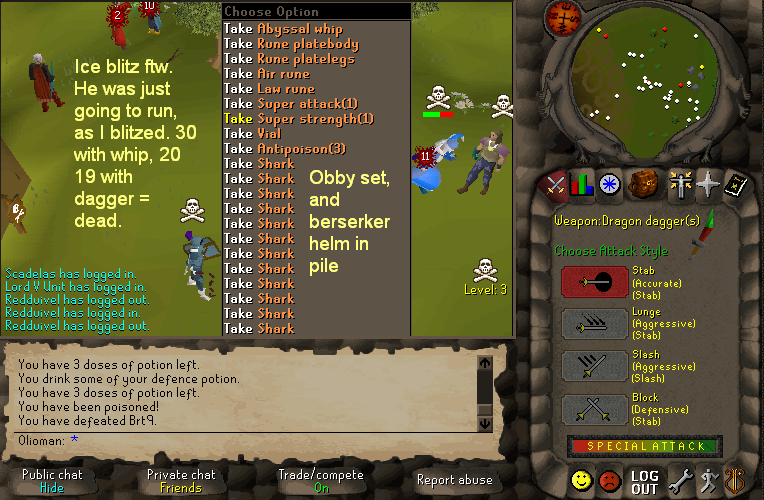 2
10
Ice blitz ftw.
He was just
going to run,
as I blitzed. 30
with whip, 20
19 with
dagger =
dead.
Choose Option
Take Abyssal whip
Take Rune platebody
Take Rune platelegs
Take Air rune
Take Law rune
Take Super attack(1)
Take Super strength(1)
Take Vial
Take Antipoison(3)
Take Shark
Take Shark
Take Shark
Take Shark
Take Shark
Take Shark
Take Shark
Take Shark
Take Shark
Take Shark
Take Shark
Take Shark
Obby set,
and
berserker
helm in
pile
11
Level: 3
Scadelas has logged in.
Lord V Unit has logged in.
Redduivel has logged out.
Redduivel has logged in.
Redduivel has logged out.
You have 3 doses of potion left.
You drink some of your defence potion.
You have 3 doses of potion left.
You have been poisoned!
You have defeated Brt9.
Olioman: *
Public chat
Hide
Private chat
Friends
Trade/compete
On
Report abuse
Weapon:Dragon dagger(s)
Choose Attack Style
Stab
(Accurate)
(Stab)
Lunge
(Aggressive)
(Stab)
Slash
(Aggressive)
(Slash)
Block
(Defensive)
(Stab)
SPECIAL ATTACK
LOG
OUT